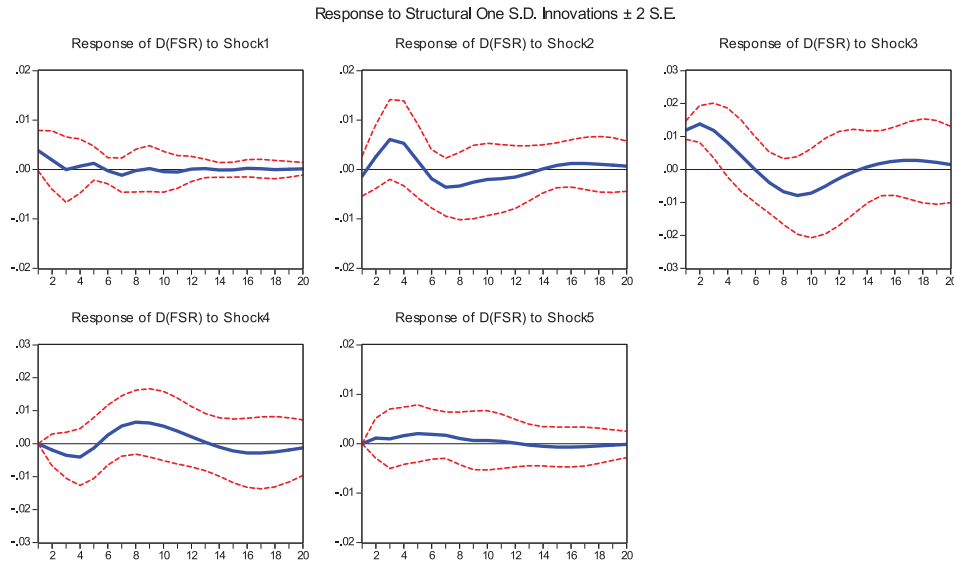 Response to Structural One S.D. Innovations ± 2 S.E.
Response of D(FSR) to Shock1
.02
.01
.00
-.01
-.02
2 4 6 8 10 12 14 16 18 20
Response of D(FSR) to Shock2
.02
.01
.00
-.01
-.02
2 4 6 8 10 12 14 16 18 20
Response of D(FSR) to Shock3
.03
.02
.01
.00
-.01
-.02
-.03
2 4 6 8 10 12 14 16 18 20
Response of D(FSR) to Shock4
.03
.02
.01
.00
-.01
-.02
-.03
2 4 6 8 10 12 14 16 18 20
Response of D(FSR) to Shock5
.02
.01
.00
-.01
-.02
2 4 6 8 10 12 14 16 18 20